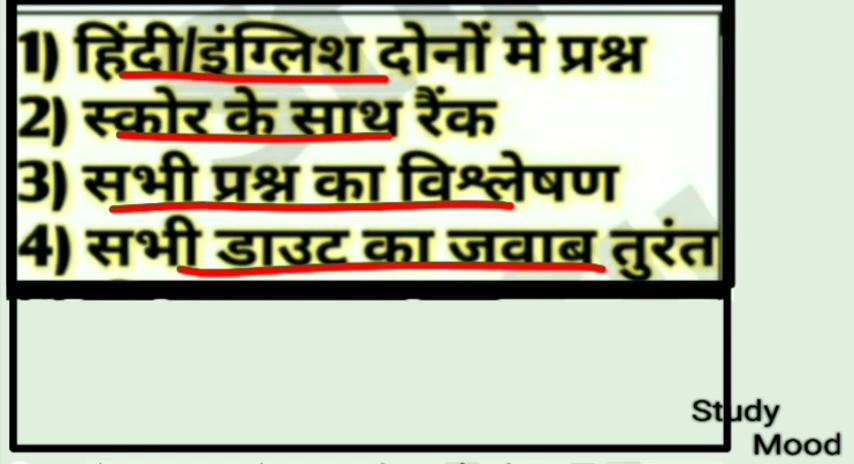 1) हिंदी/इंग्लिश दोनों मे प्रश्न
2) स्कोर के साथ रैंक
3) सभी प्रश्न का विश्लेषण
4) सभी डाउट का जवाब तुरंत
Study
Mood